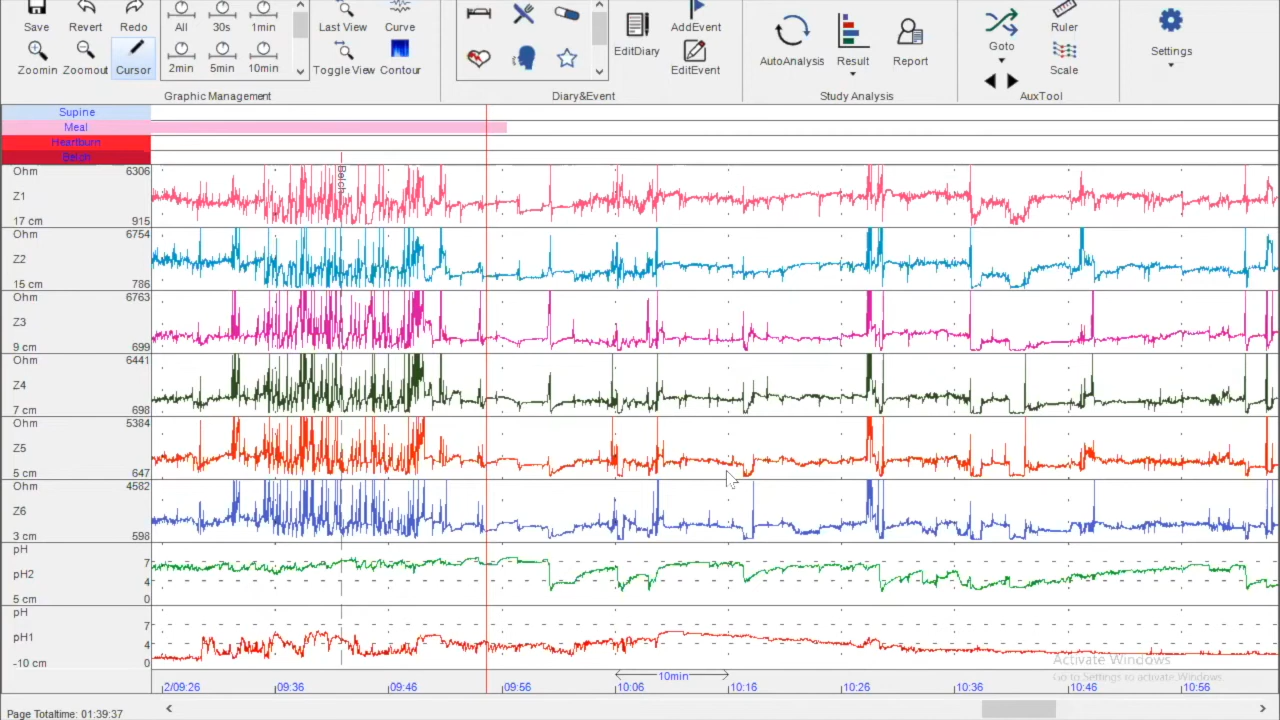 Save Revert Redo All 30s 1min Last View Curve AddEvent Ruler
EditDiary Goto Settings
Zoomin Zoomout Cursor 2min 5min 10min Toggle View Contour EditEvent AutoAnalysis Result Report Scale
Graphic Management Diary&Event Study Analysis AuxTool
Supine
Meal
Heartburn
Belch
Belch
Ohm 6306
Z1
17 cm 915
Ohm 6754
Z2
15 cm 786
Ohm 6763
Z3
9 cm 699
Ohm 6441
Z4
7 cm 698
Ohm 5384
Z5
5 cm 647
Ohm 4582
Z6
3 cm 598
pH
7
pH2
4
5 cm 0
pH
7
pH1
4
-10 cm 0
Activate Windows
Go to Settings to activate Windows.
10min
2/09:26 09:36 09:46 09:56 10:06 10:16 10:26 10:36 10:46 10:56
Page Totaltime: 01:39:37